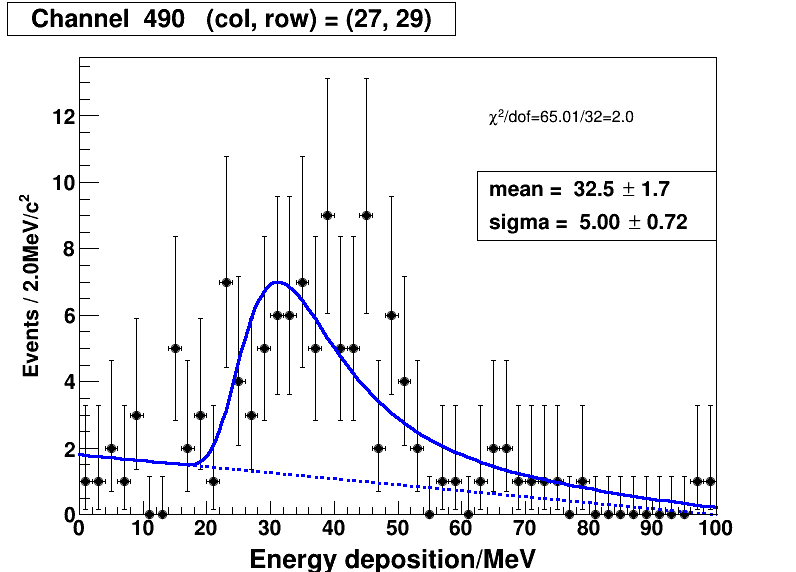 Channel 490 (col, row) = (27, 29)
χ²/dof=65.01/32=2.0
mean = 32.5 ± 1.7
sigma = 5.00 ± 0.72
Events / 2.0MeV/c²
12
10
8
6
4
2
0
0 10 20 30 40 50 60 70 80 90 100
Energy deposition/MeV